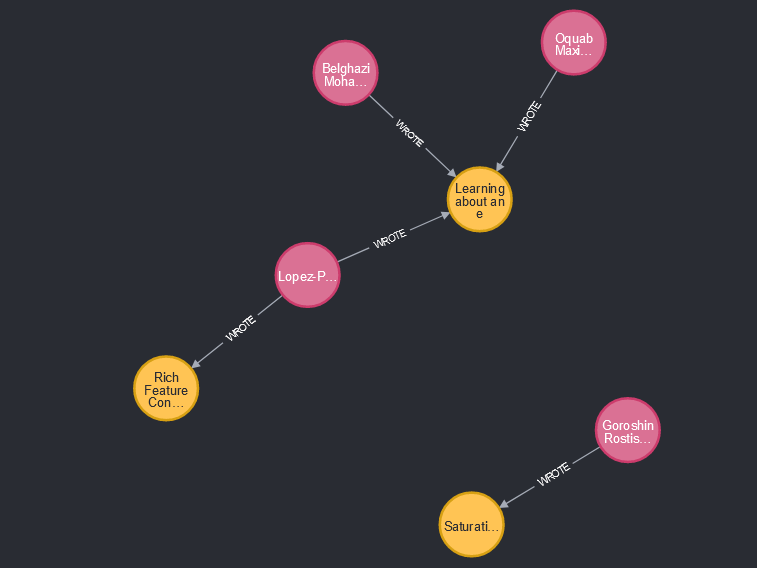 Oquab
Maxi...
Belghazi
Moha...
WROTE
WROTE
Learning
about an
e
WROTE
Lopez-P...
WROTE
Rich
Feature
Con...
Goroshin
Rostis...
WROTE
Saturati...